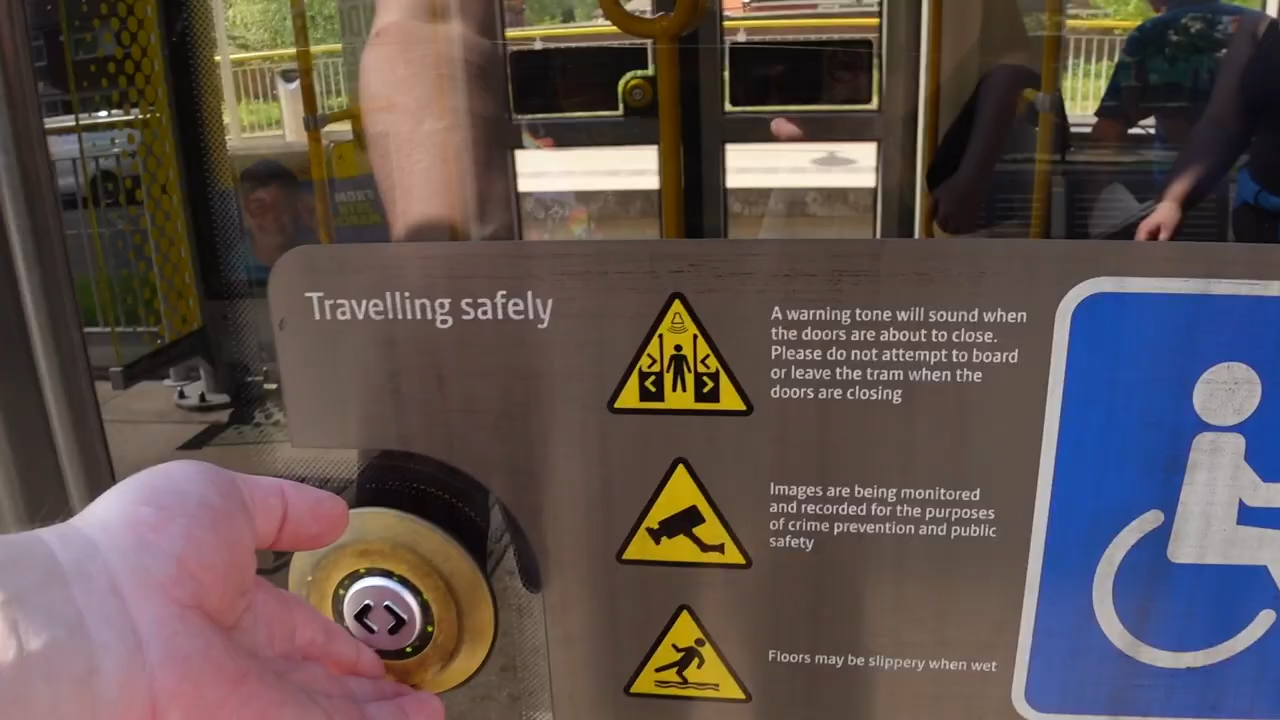 Travelling safely
A warning tone will sound when
the doors are about to close.
Please do not attempt to board
or leave the tram when the
doors are closing
Images are being monitored
and recorded for the purposes
of crime prevention and public
safety
Floors may be slippery when wet